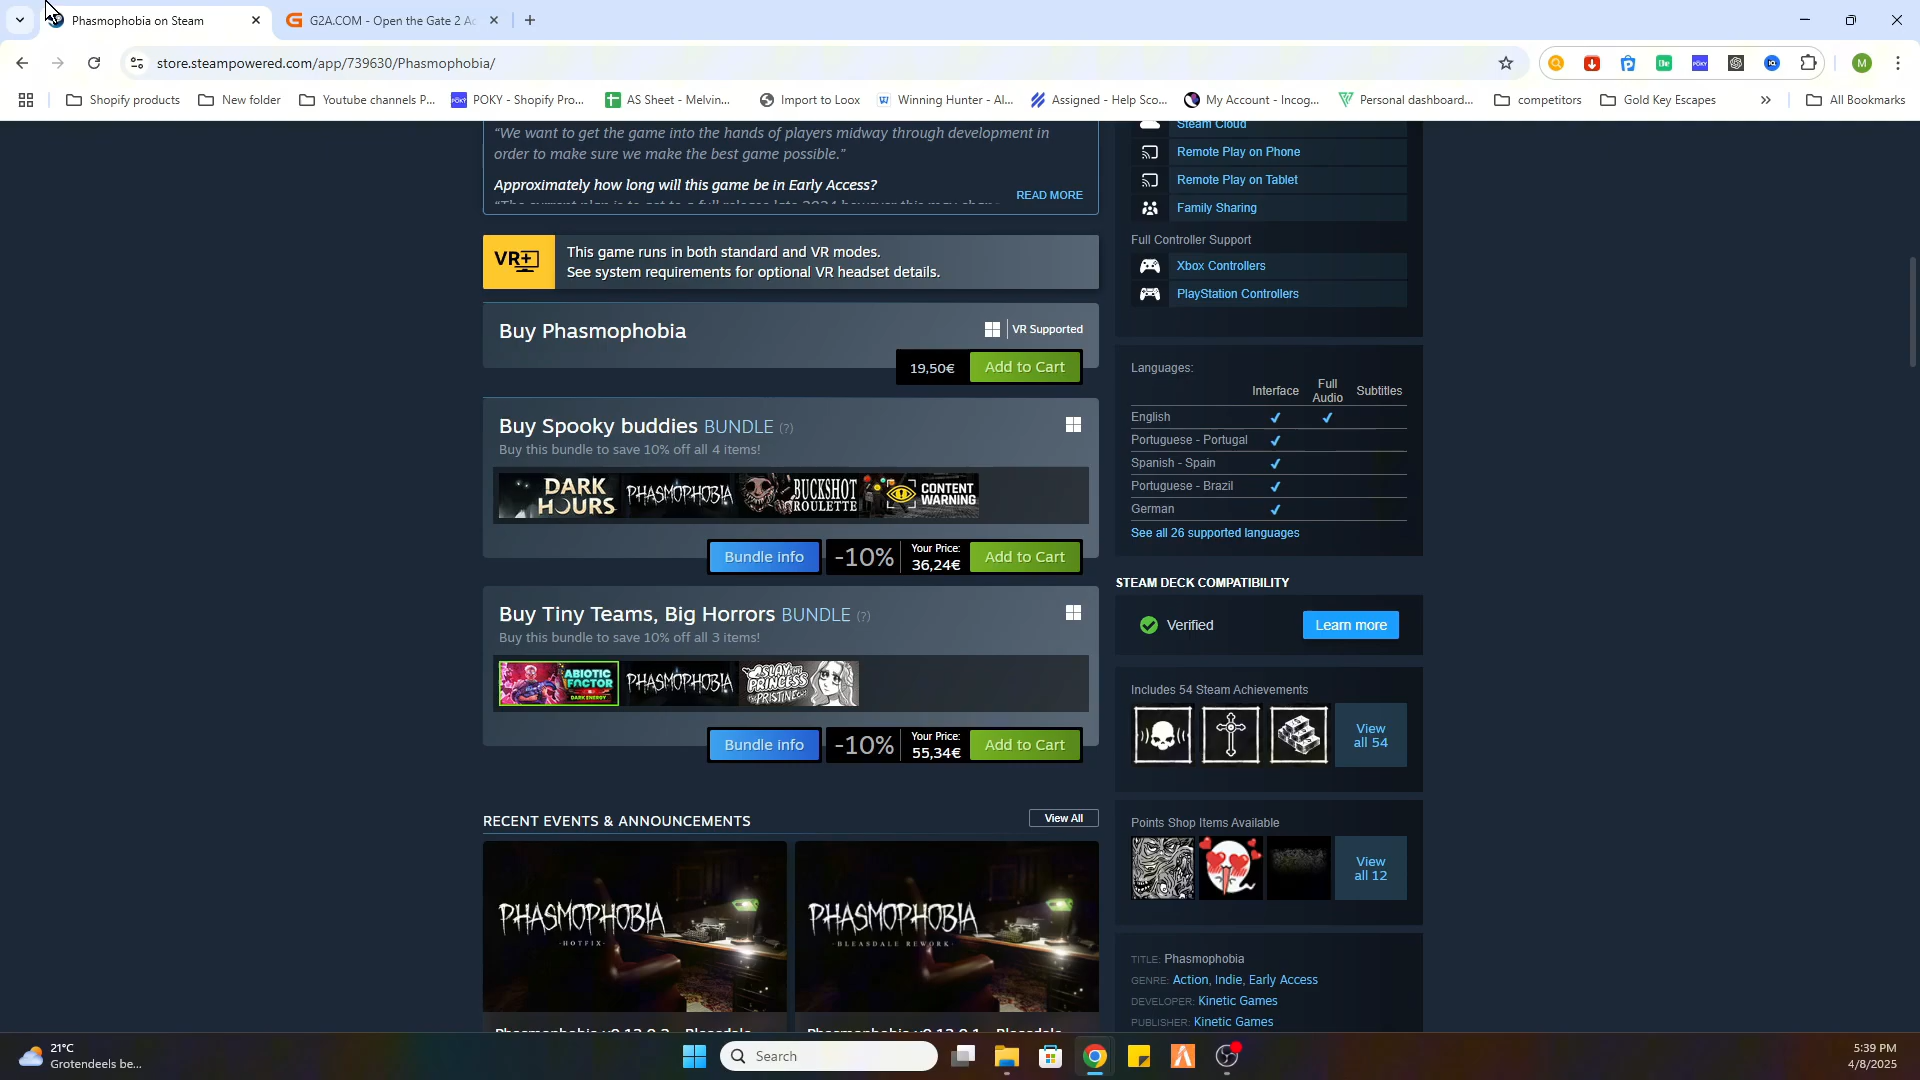 Phasmophobia on Steam
G2A.COM - Open the Gate 2 Ac
store.steampowered.com/app/739630/Phasmophobia/
M
Shopify products
New folder
Youtube channels P...
POKY - Shopify Pro...
AS Sheet - Melvin...
Import to Loox
Winning Hunter - Al...
Assigned - Help Sco...
My Account - Incog...
Personal dashboard...
competitors
Gold Key Escapes
»
All Bookmarks
“We want to get the game into the hands of players midway through development in
order to make sure we make the best game possible.”
Approximately how long will this game be in Early Access?
READ MORE
VR+
This game runs in both standard and VR modes.
See system requirements for optional VR headset details.
Buy Phasmophobia
VR Supported
19,50€
Add to Cart
Buy Spooky buddies BUNDLE (?)
Buy this bundle to save 10% off all 4 items!
DARK HOURS
PHASMOPHOBIA
BUCKSHOT ROULETTE
CONTENT WARNING
Bundle info
-10%
Your Price:
36,24€
Add to Cart
Buy Tiny Teams, Big Horrors BUNDLE (?)
Buy this bundle to save 10% off all 3 items!
ABIOTIC FACTOR
DARK ENERGY
PHASMOPHOBIA
SLAY THE PRINCESS
THE PRISTINE CUT
Bundle info
-10%
Your Price:
55,34€
Add to Cart
RECENT EVENTS & ANNOUNCEMENTS
View All
PHASMOPHOBIA
-HOTFIX-
PHASMOPHOBIA
-BLEASDALE REWORK-
Steam Cloud
Remote Play on Phone
Remote Play on Tablet
Family Sharing
Full Controller Support
Xbox Controllers
PlayStation Controllers
Languages:
Interface
Full Audio
Subtitles
English
Portuguese - Portugal
Spanish - Spain
Portuguese - Brazil
German
See all 26 supported languages
STEAM DECK COMPATIBILITY
Verified
Learn more
Includes 54 Steam Achievements
View all 54
Points Shop Items Available
View all 12
TITLE: Phasmophobia
GENRE: Action, Indie, Early Access
DEVELOPER: Kinetic Games
PUBLISHER: Kinetic Games
21°C
Grotendeels be...
Search
5:39 PM
4/8/2025